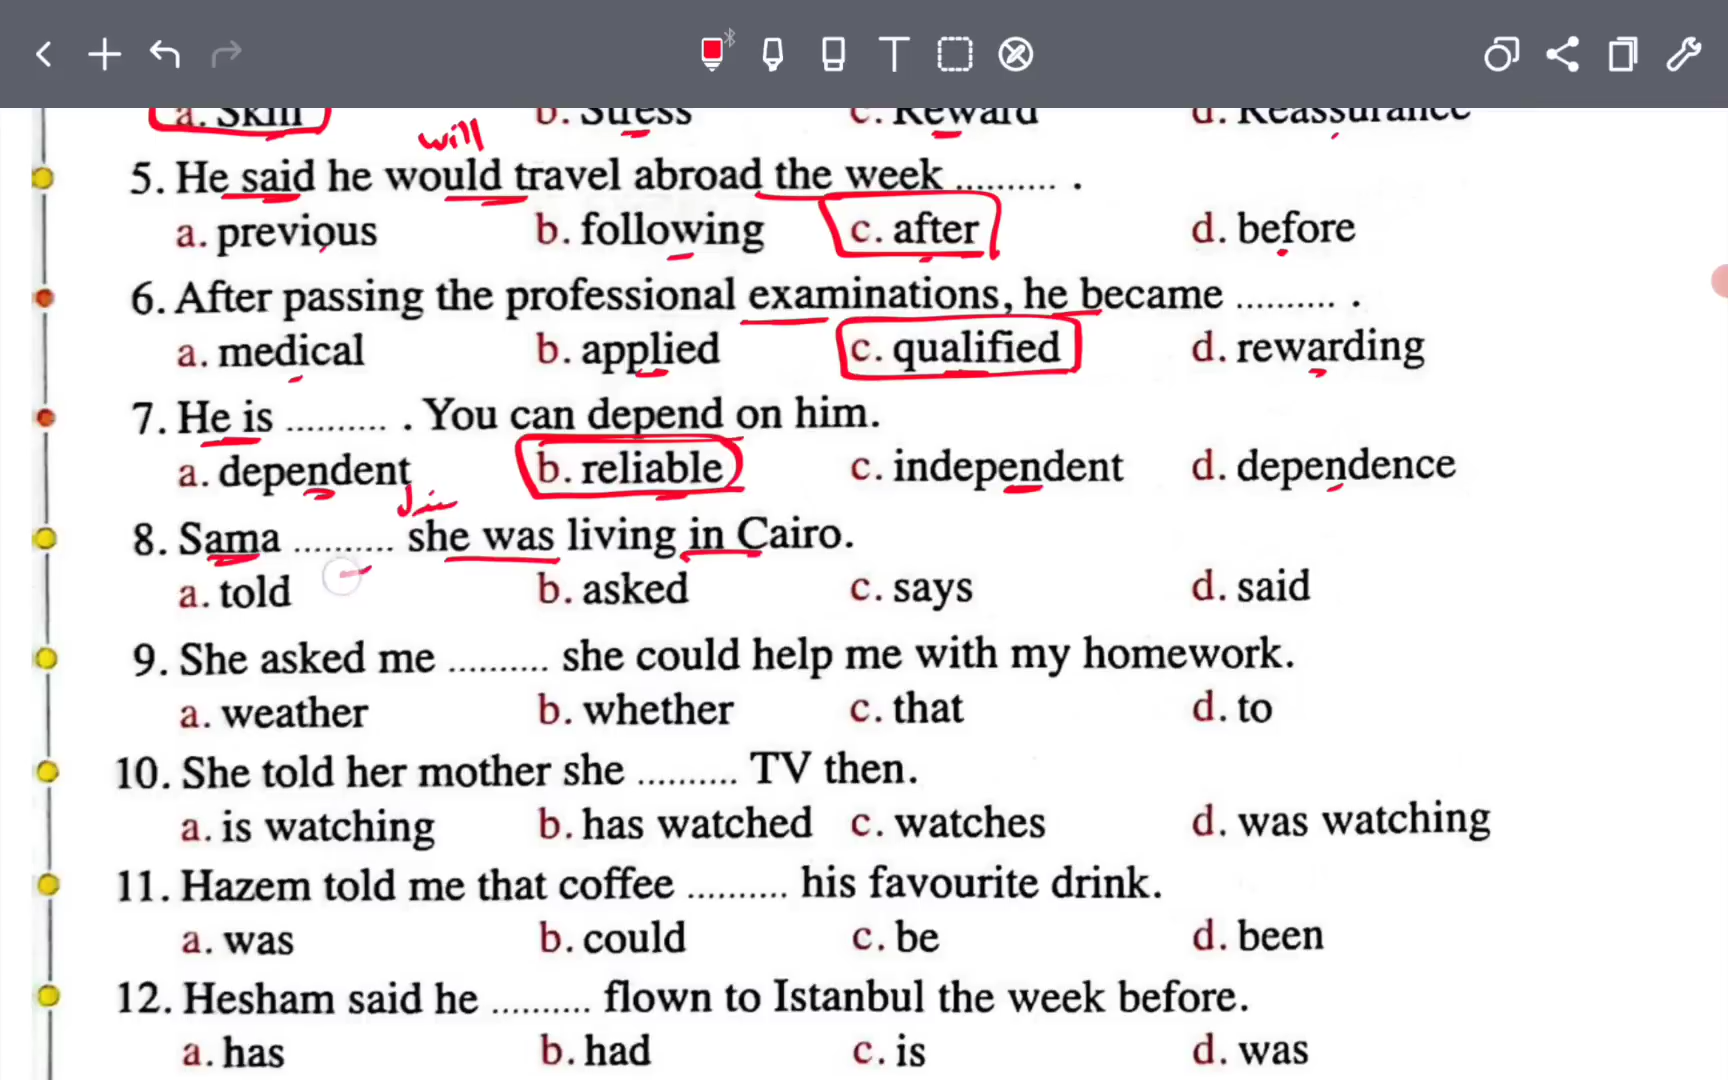 a. Skill b. Stress c. Reward d. Reassurance
will
5. He said he would travel abroad the week .......... .
a. previous b. following c. after d. before
6. After passing the professional examinations, he became .......... .
a. medical b. applied c. qualified d. rewarding
7. He is .......... . You can depend on him.
a. dependent b. reliable c. independent d. dependence
8. Sama .......... she was living in Cairo.
a. told b. asked c. says d. said
9. She asked me .......... she could help me with my homework.
a. weather b. whether c. that d. to
10. She told her mother she .......... TV then.
a. is watching b. has watched c. watches d. was watching
11. Hazem told me that coffee .......... his favourite drink.
a. was b. could c. be d. been
12. Hesham said he .......... flown to Istanbul the week before.
a. has b. had c. is d. was